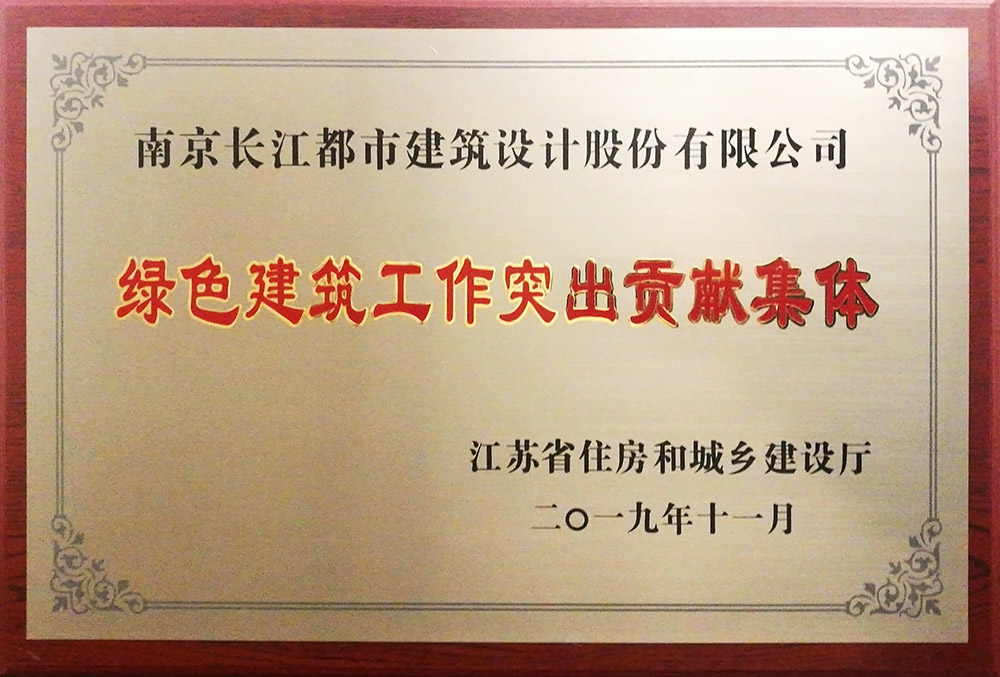 南京长江都市建筑设计股份有限公司
绿色建筑工作突出贡献集体
江苏省住房和城乡建设厅
二〇一九年十一月